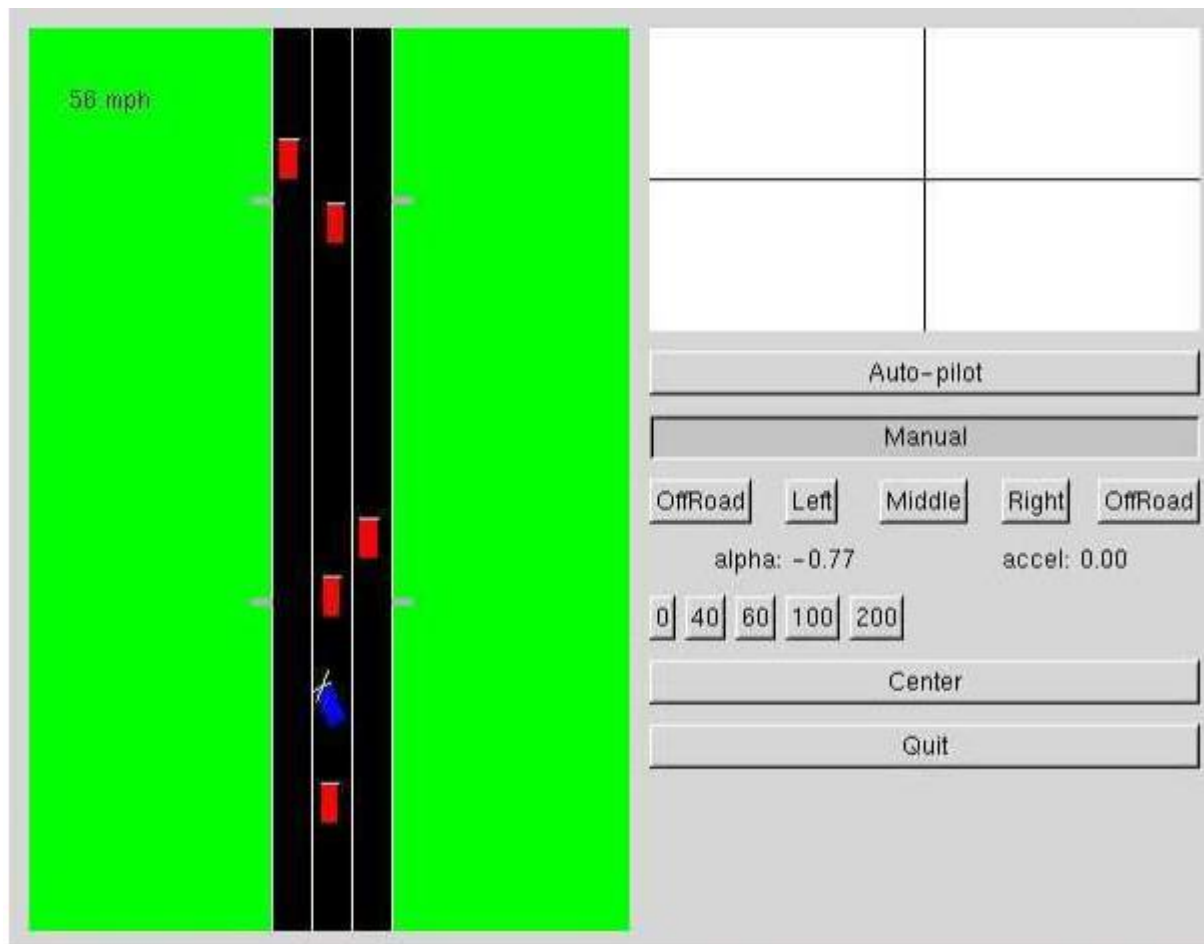 56 mph
Auto-pilot
Manual
OffRoad Left Middle Right OffRoad
alpha: -0.77 accel: 0.00
0 40 60 100 200
Center
Quit